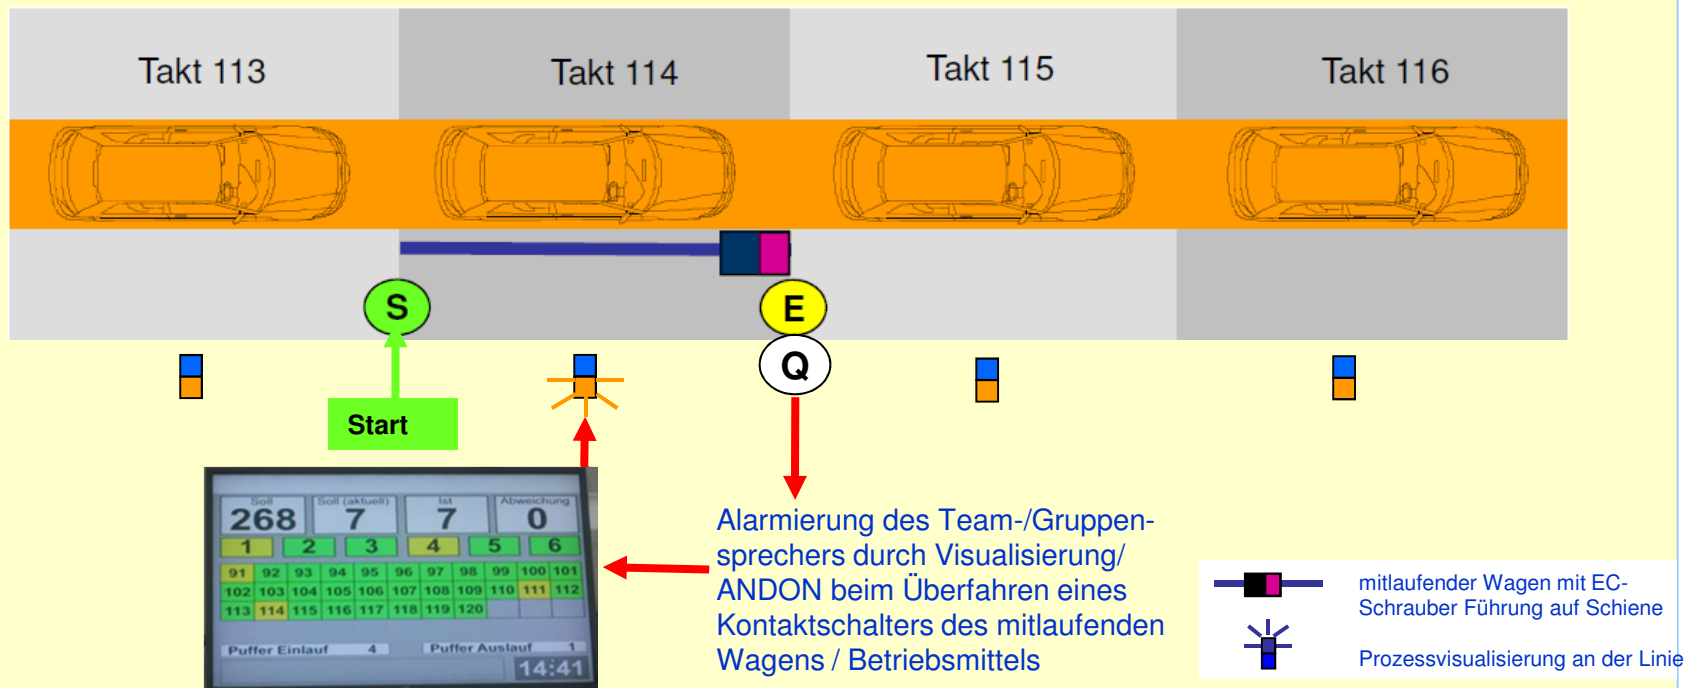 Takt 113
Takt 114
Takt 115
Takt 116
S
E
Q
Start
Soll
Soll (aktuell)
Ist
Abweichung
268
7
7
0
1 2 3 4 5 6
91 92 93 94 95 96 97 98 99 100 101
102 103 104 105 106 107 108 109 110 111 112
113 114 115 116 117 118 119 120
Puffer Einlauf 4
Puffer Auslauf 1
14:41
Alarmierung des Team-/Gruppen-
sprechers durch Visualisierung/
ANDON beim Überfahren eines
Kontaktschalters des mitlaufenden
Wagens / Betriebsmittels
mitlaufender Wagen mit EC-
Schrauber Führung auf Schiene
Prozessvisualisierung an der Linie